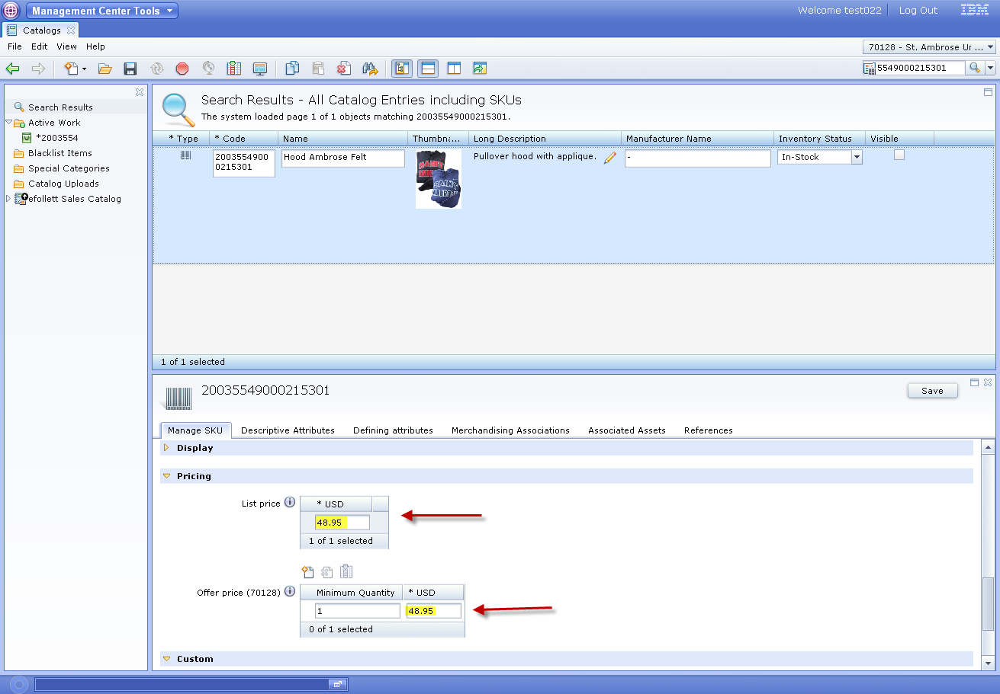 Management Center Tools
Welcome test022 Log Out IBM
Catalogs
File Edit View Help
70128 - St. Ambrose Ur ...
5549000215301
Search Results
Active Work
*2003554
Blacklist Items
Special Categories
Catalog Uploads
efollett Sales Catalog
Search Results - All Catalog Entries including SKUs
The system loaded page 1 of 1 objects matching 20035549000215301.
* Type * Code Name Thumbna... Long Description Manufacturer Name Inventory Status Visible
2003554900 Hood Ambrose Felt Pullover hood with applique. - In-Stock
0215301
SAINT
AMBROSE
1 of 1 selected
20035549000215301
Save
Manage SKU Descriptive Attributes Defining attributes Merchandising Associations Associated Assets References
Display
Pricing
List price * USD
48.95
1 of 1 selected
Offer price (70128) Minimum Quantity * USD
1 48.95
0 of 1 selected
Custom